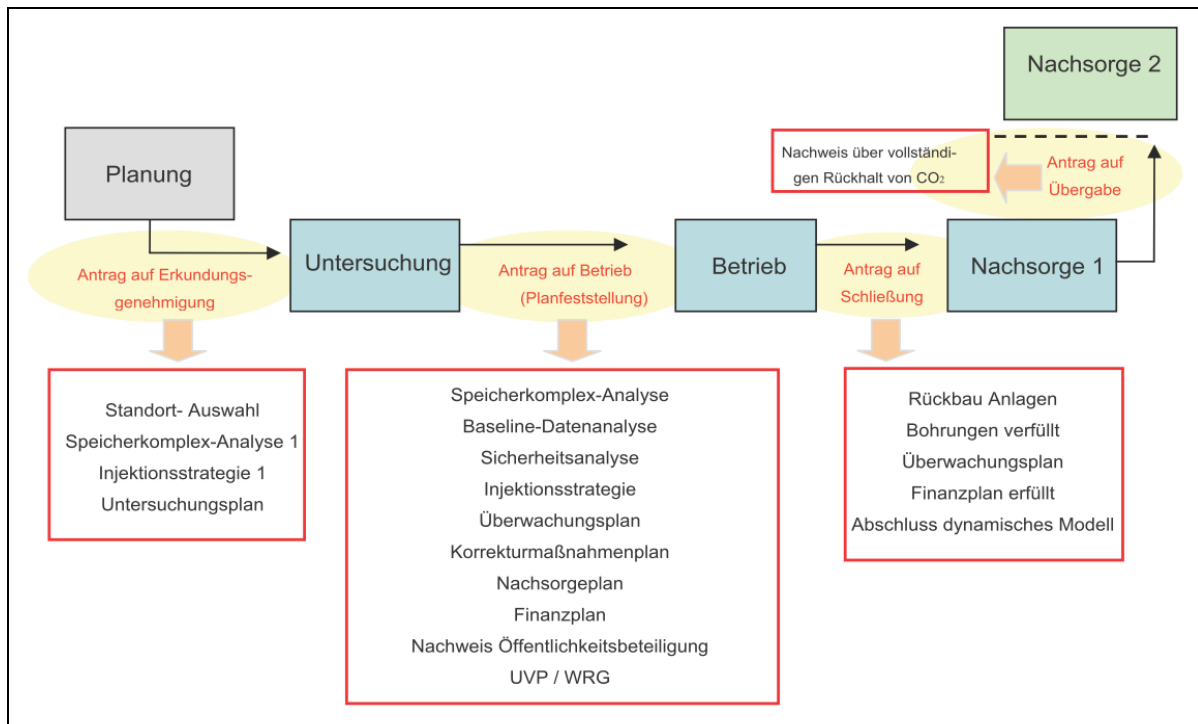 Nachsorge 2
Planung
Nachweis über vollständi-
gen Rückhalt von CO₂
Antrag auf
Übergabe
Untersuchung
Betrieb
Nachsorge 1
Antrag auf Erkundungs-
genehmigung
Antrag auf Betrieb
(Planfeststellung)
Antrag auf
Schließung
Standort- Auswahl
Speicherkomplex-Analyse 1
Injektionsstrategie 1
Untersuchungsplan
Speicherkomplex-Analyse
Baseline-Datenanalyse
Sicherheitsanalyse
Injektionsstrategie
Überwachungsplan
Korrekturmaßnahmenplan
Nachsorgeplan
Finanzplan
Nachweis Öffentlichkeitsbeteiligung
UVP / WRG
Rückbau Anlagen
Bohrungen verfüllt
Überwachungsplan
Finanzplan erfüllt
Abschluss dynamisches Modell